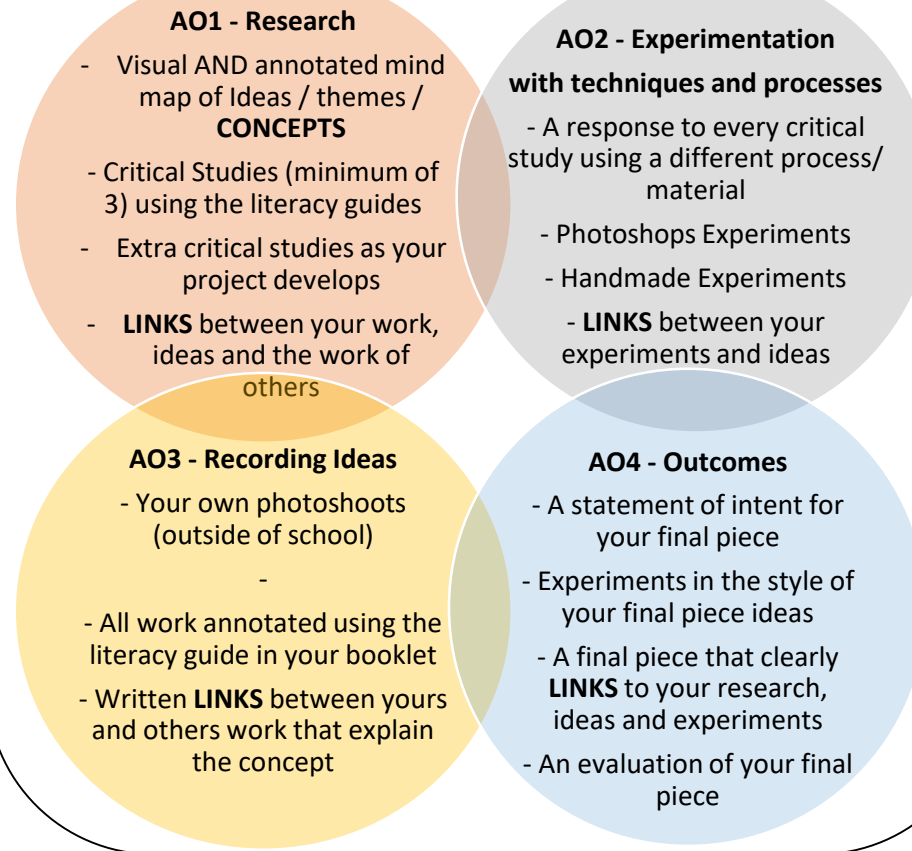 AO1 - Research
- Visual AND annotated mind
map of Ideas / themes /
CONCEPTS
- Critical Studies (minimum of
3) using the literacy guides
- Extra critical studies as your
project develops
- LINKS between your work,
ideas and the work of
others
AO2 - Experimentation
with techniques and processes
- A response to every critical
study using a different process/
material
- Photoshops Experiments
- Handmade Experiments
- LINKS between your
experiments and ideas
AO3 - Recording Ideas
- Your own photoshoots
(outside of school)
-
- All work annotated using the
literacy guide in your booklet
- Written LINKS between yours
and others work that explain
the concept
AO4 - Outcomes
- A statement of intent for
your final piece
- Experiments in the style of
your final piece ideas
- A final piece that clearly
LINKS to your research,
ideas and experiments
- An evaluation of your final
piece